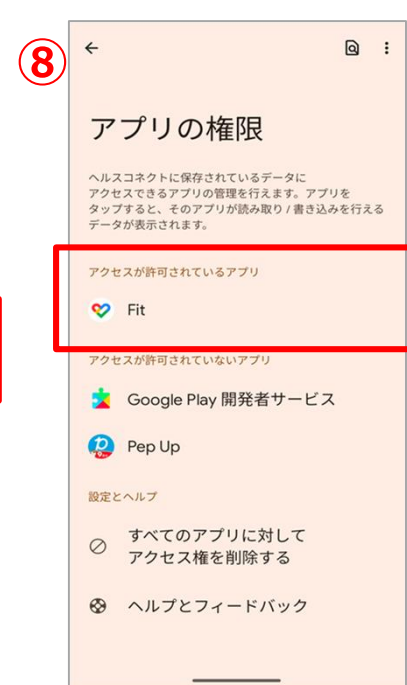 ⑧
アプリの権限
ヘルスコネクトに保存されているデータに
アクセスできるアプリの管理を行えます。アプリを
タップすると、そのアプリが読み取り / 書き込みを行える
データが表示されます。
アクセスが許可されているアプリ
Fit
アクセスが許可されていないアプリ
Google Play 開発者サービス
Pep Up
設定とヘルプ
すべてのアプリに対して
アクセス権を削除する
ヘルプとフィードバック